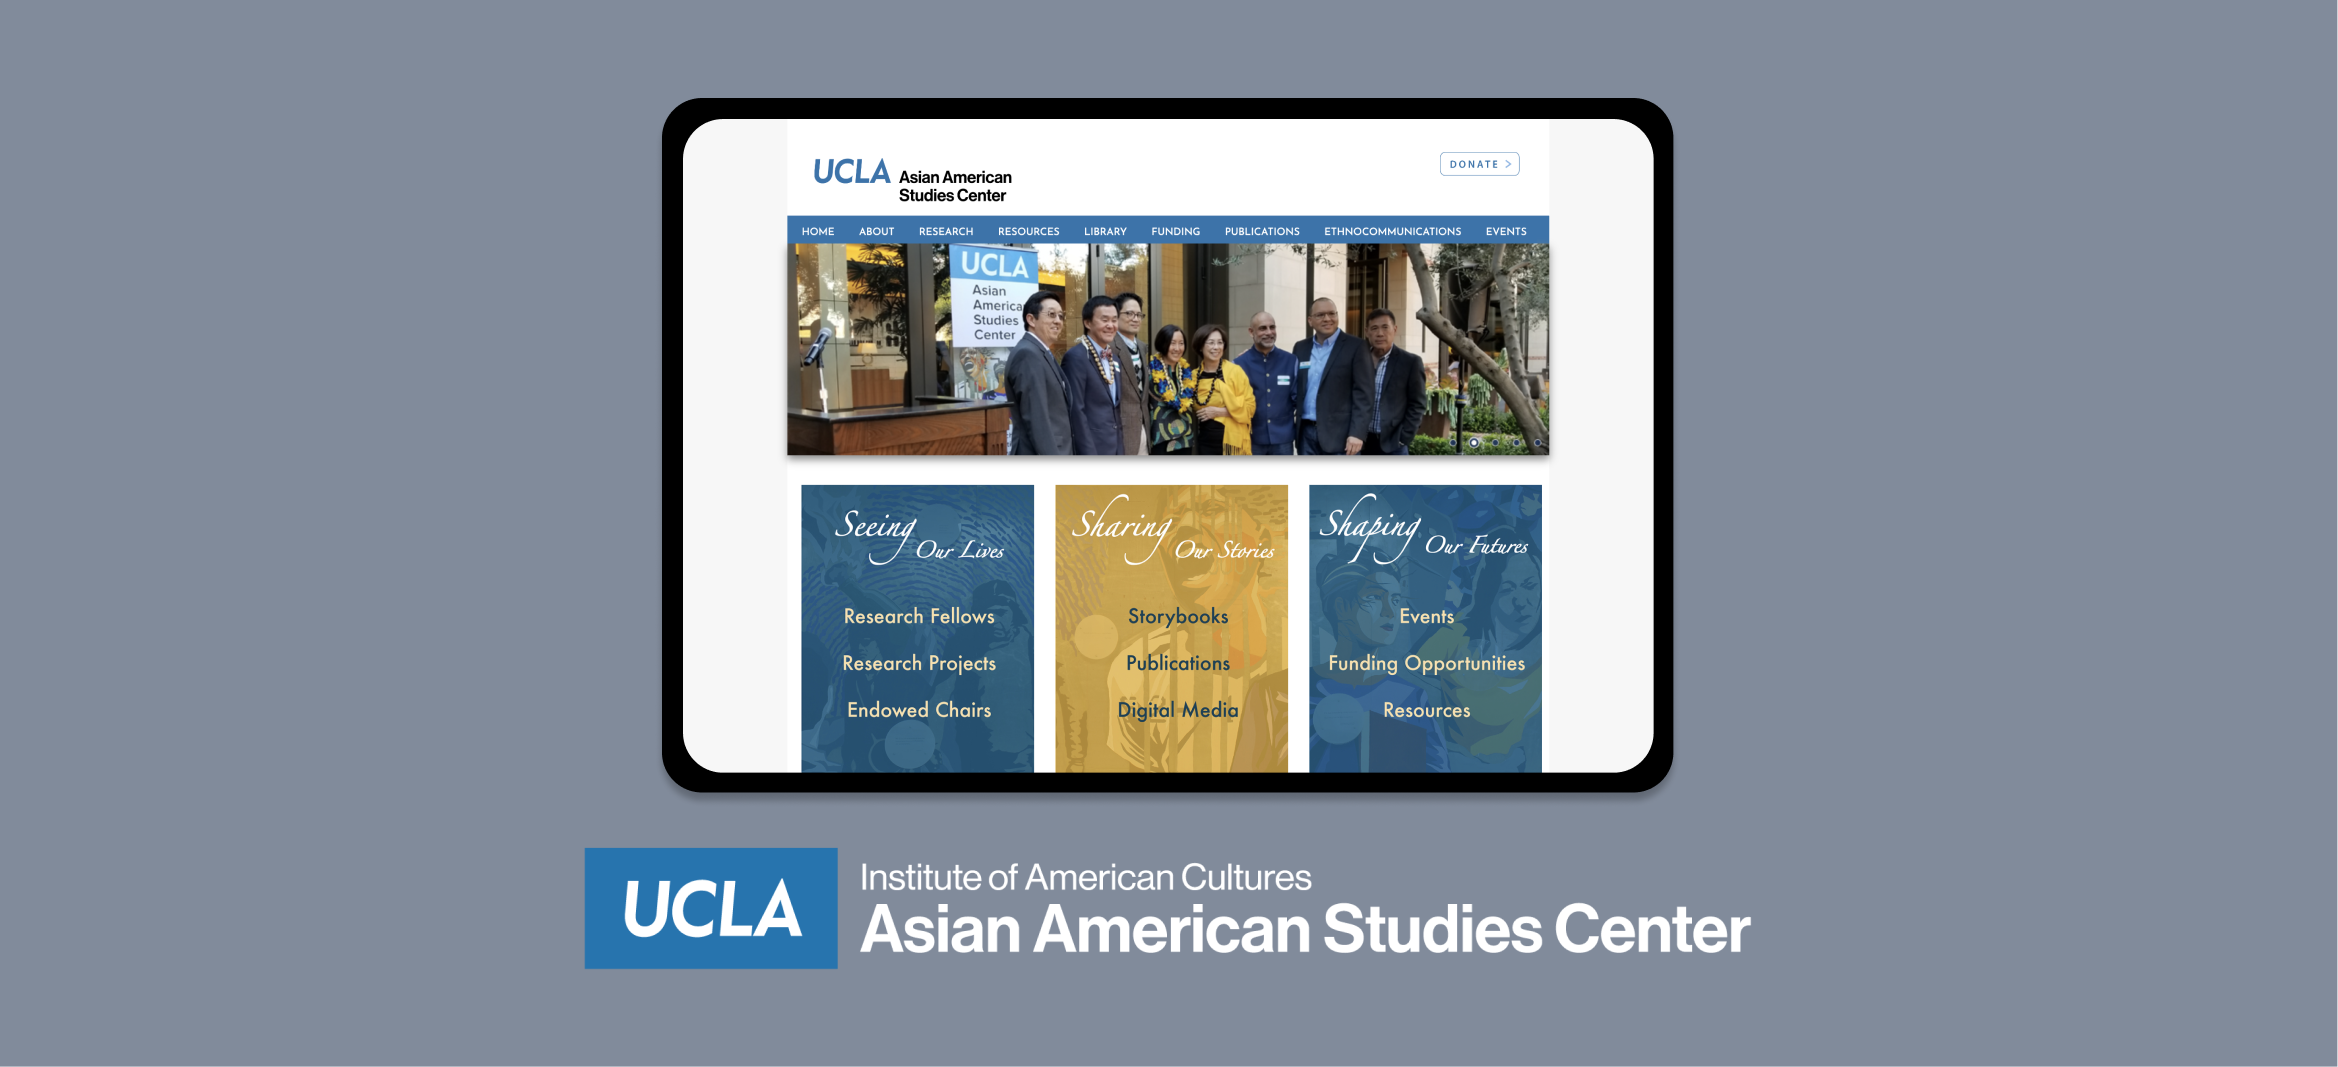 UCLA Asian American
Studies Center
DONATE >
HOME ABOUT RESEARCH RESOURCES LIBRARY FUNDING PUBLICATIONS ETHNOCOMMUNICATIONS EVENTS
UCLA
Asian
America
Studies
Center
Seeing
Our Lives
Research Fellows
Research Projects
Endowed Chairs
Sharing
Our Stories
Storybooks
Publications
Digital Media
Shaping
Our Futures
Events
Funding Opportunities
Resources
UCLA
Institute of American Cultures
Asian American Studies Center